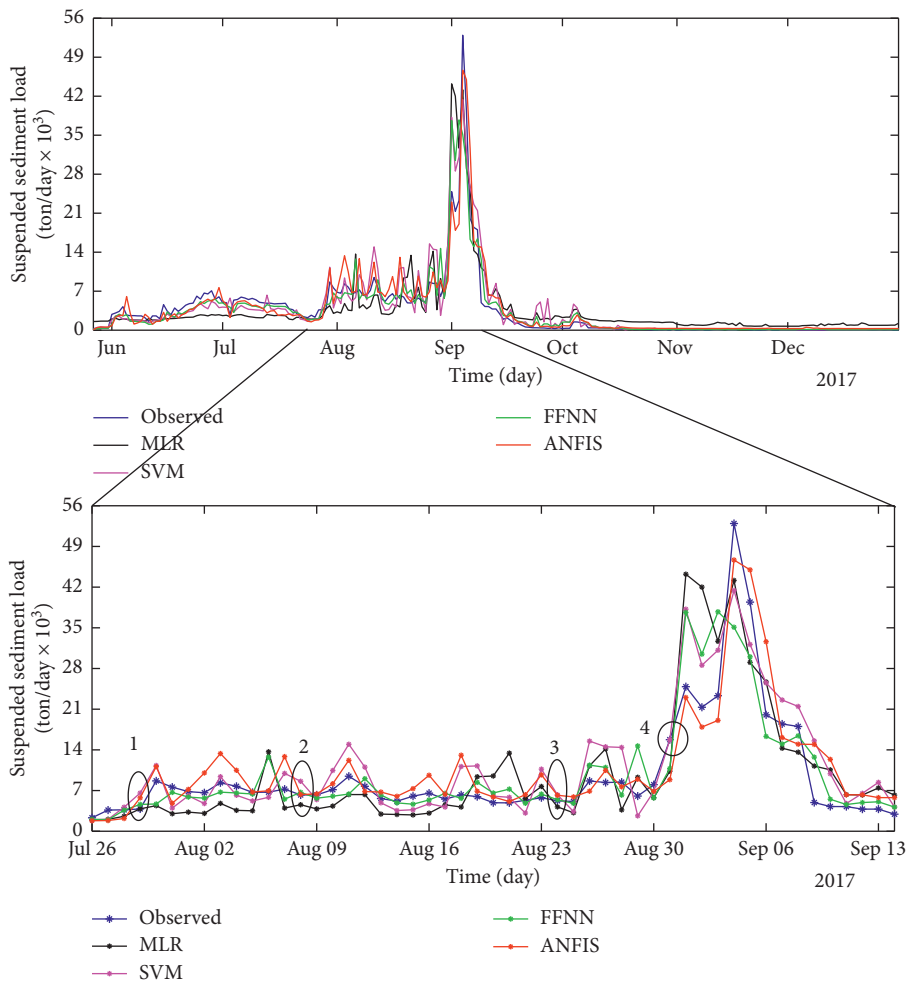 56
49
42
35
28
21
14
7
0
Suspended sediment load
(ton/day × 10³)
Jun Jul Aug Sep Oct Nov Dec
Time (day)
2017
Observed
MLR
SVM
FFNN
ANFIS
56
49
42
35
28
21
14
7
0
Suspended sediment load
(ton/day × 10³)
1
2
3
4
Jul 26 Aug 02 Aug 09 Aug 16 Aug 23 Aug 30 Sep 06 Sep 13
Time (day)
2017
Observed
MLR
SVM
FFNN
ANFIS